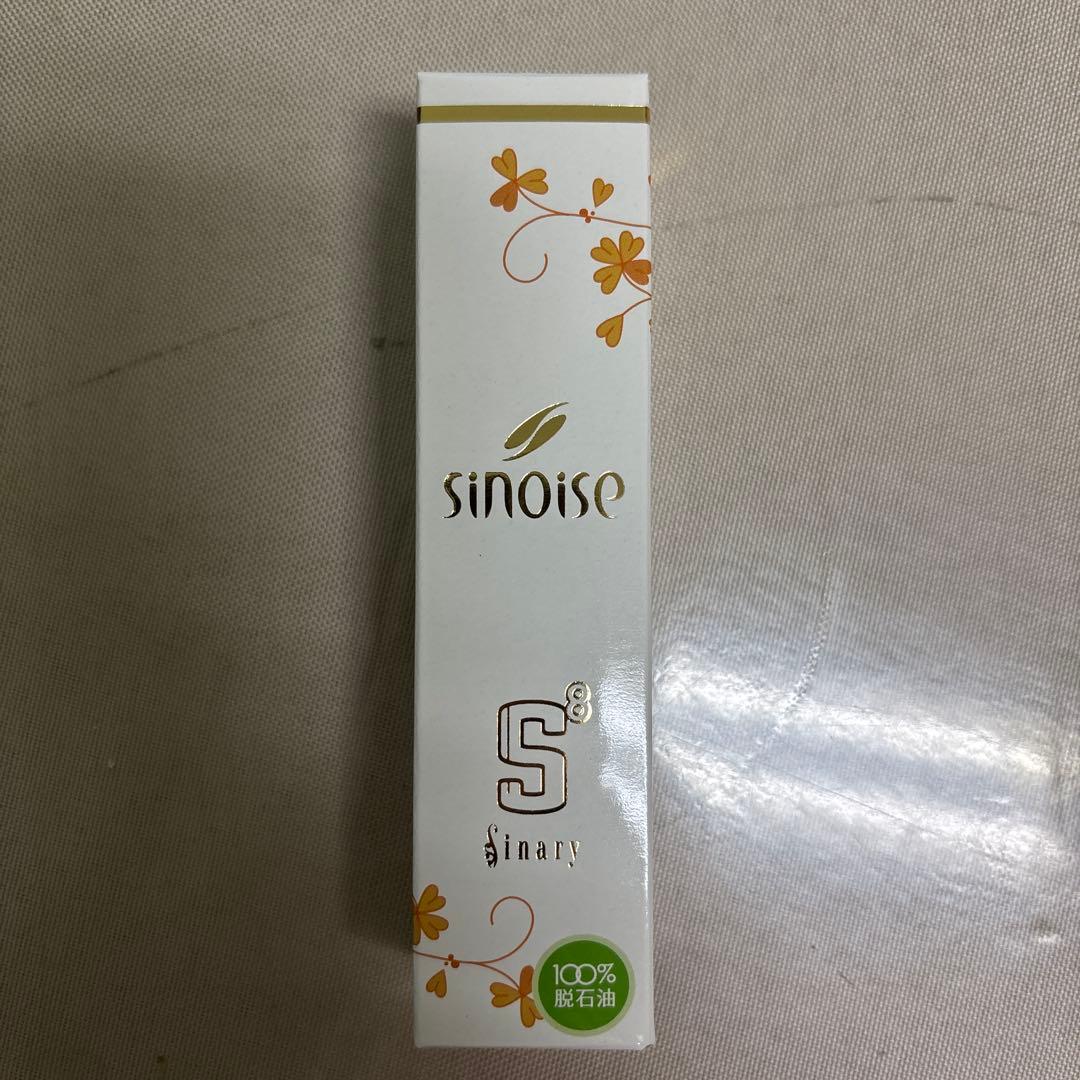 sinoise
S8
Sinary
100%
脱石油